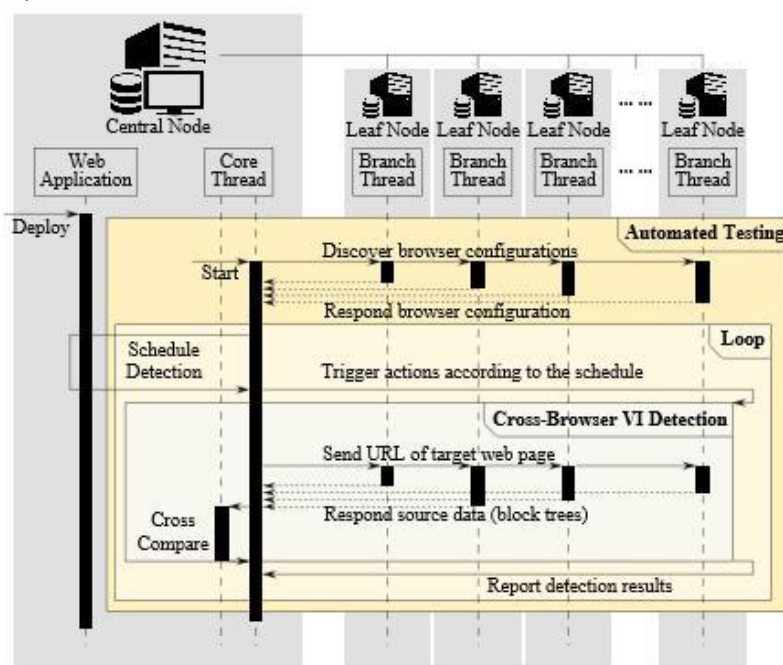 Central Node
Leaf Node Leaf Node Leaf Node ... ... Leaf Node
Web Application
Core Thread
Branch Thread
Branch Thread
Branch Thread
... ...
Branch Thread
Deploy
Automated Testing
Discover browser configurations
Start
Respond browser configuration
Loop
Schedule
Detection
Trigger actions according to the schedule
Cross-Browser VI Detection
Send URL of target web page
Respond source data (block trees)
Cross
Compare
Report detection results